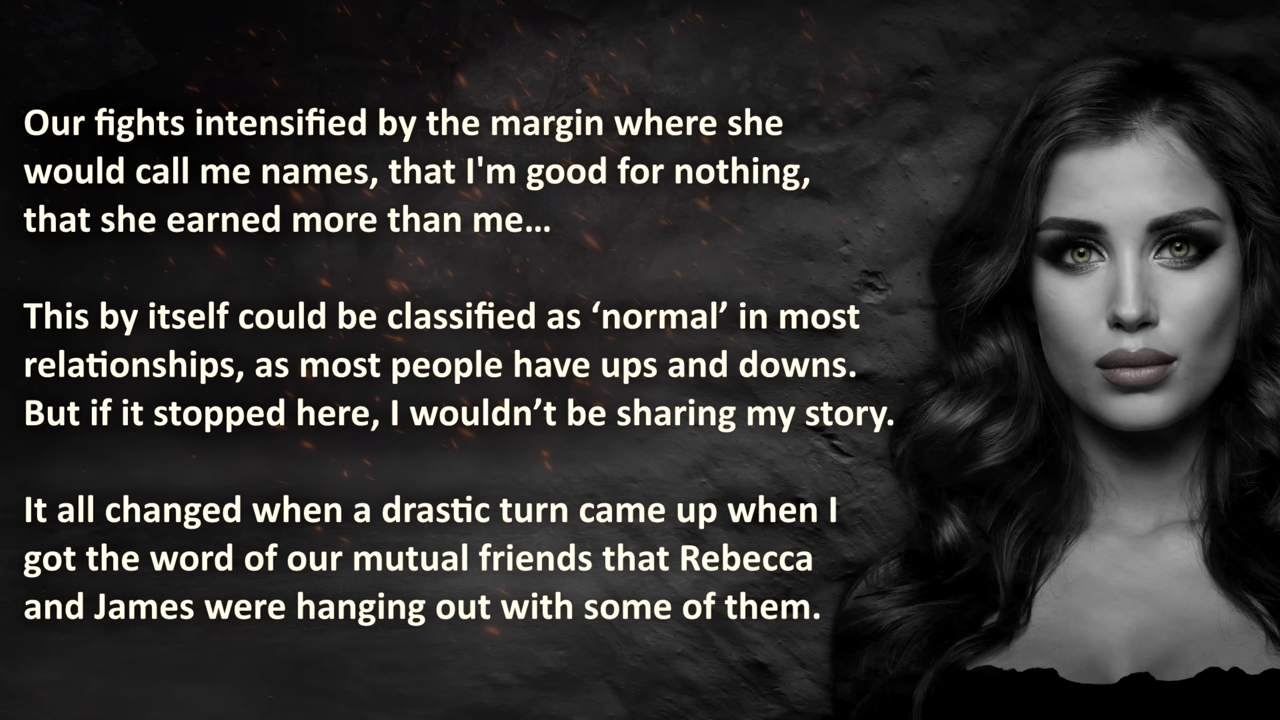 Our fights intensified by the margin where she
would call me names, that I'm good for nothing,
that she earned more than me…
This by itself could be classified as ‘normal’ in most
relationships, as most people have ups and downs.
But if it stopped here, I wouldn’t be sharing my story.
It all changed when a drastic turn came up when I
got the word of our mutual friends that Rebecca
and James were hanging out with some of them.